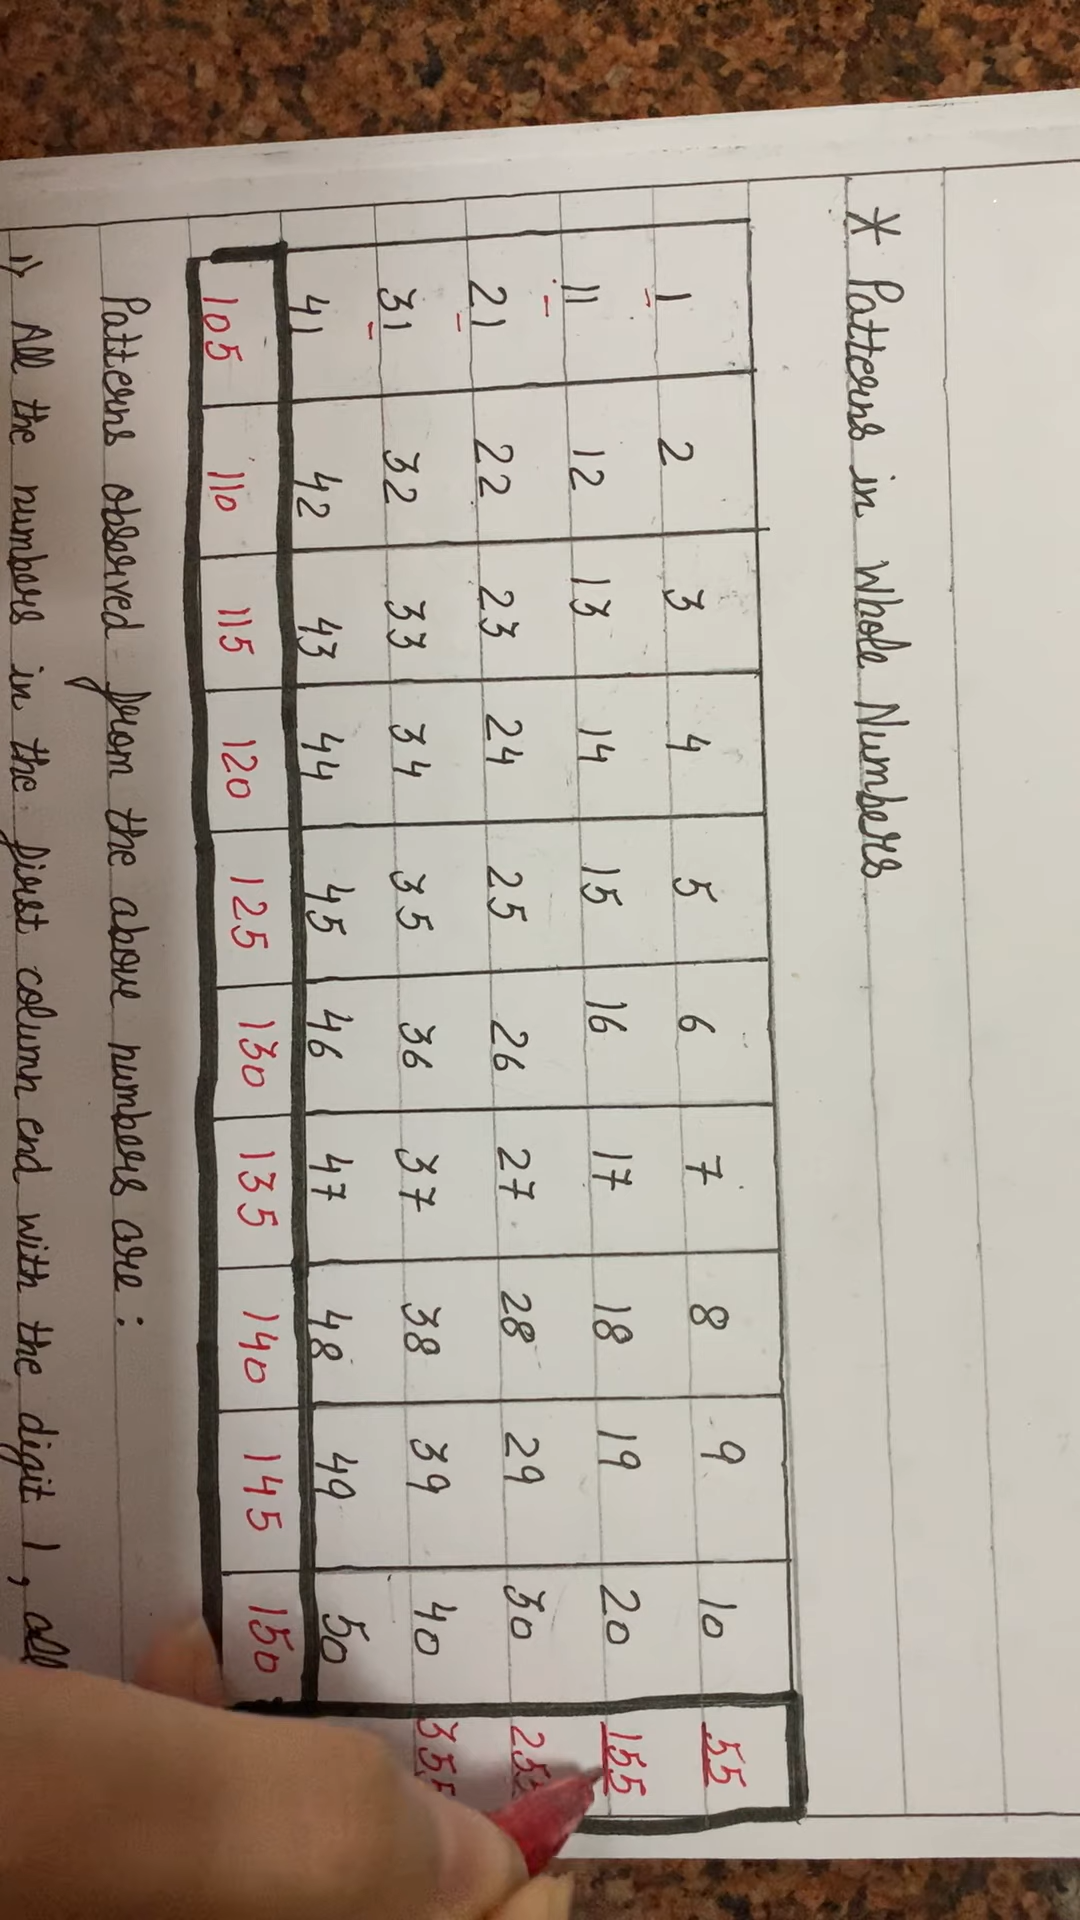 * Patterns in Whole Numbers
1 2 3 4 5 6 7 8 9 10 55
11 12 13 14 15 16 17 18 19 20 155
21 22 23 24 25 26 27 28 29 30
31 32 33 34 35 36 37 38 39 40 355
41 42 43 44 45 46 47 48 49 50
105 110 115 120 125 130 135 140 145 150
Patterns observed from the above numbers are :
1) All the numbers in the first column end with the digit 1, all